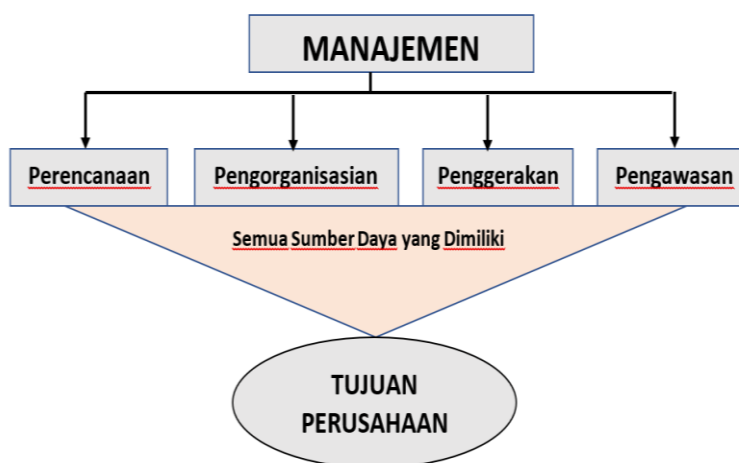 MANAJEMEN
Perencanaan
Pengorganisasian
Penggerakan
Pengawasan
Semua Sumber Daya yang Dimiliki
TUJUAN
PERUSAHAAN